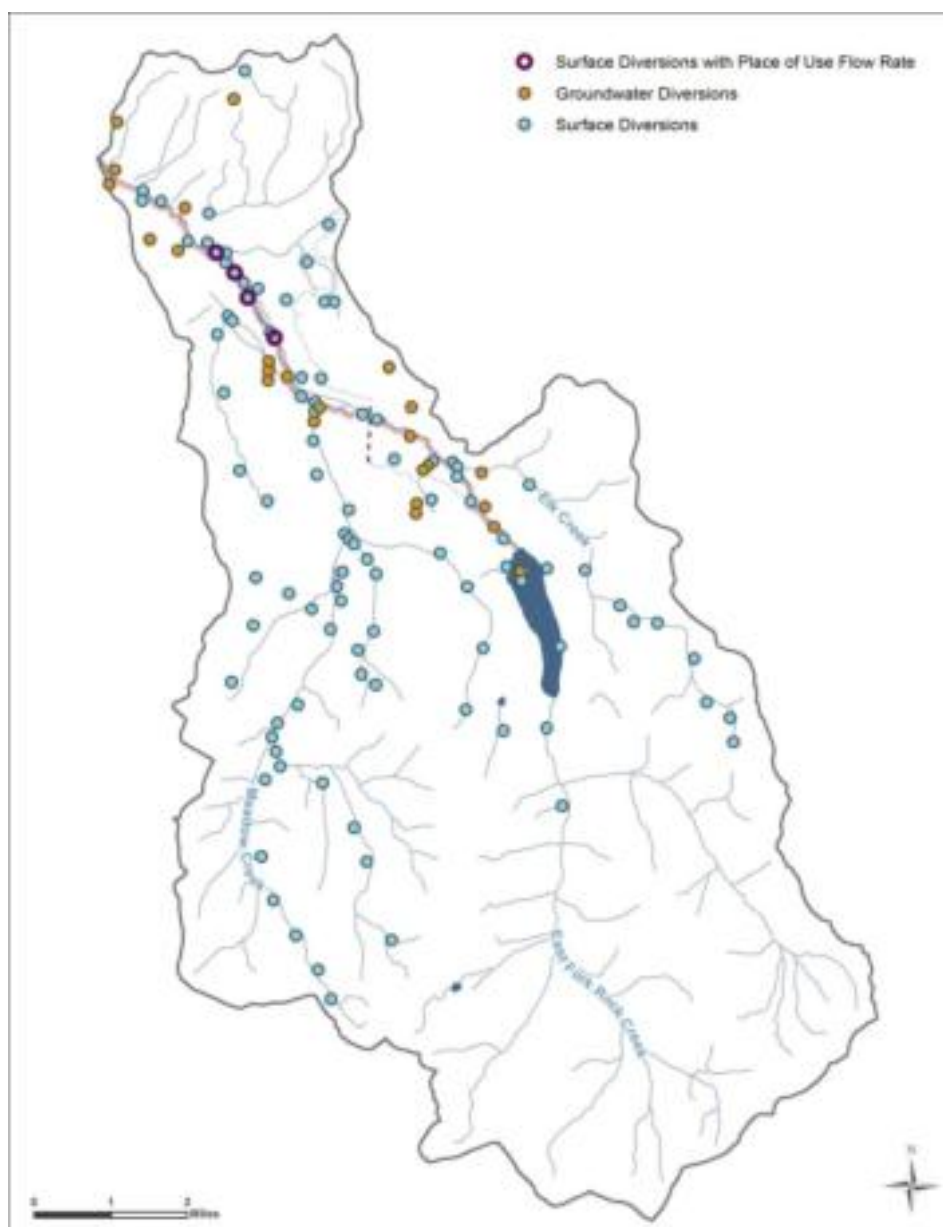 Surface Diversions with Place of Use Flow Rate
Groundwater Diversions
Surface Diversions
Elk Creek
Meadow Creek
East Fork Rock Creek
N
0 1 2
Miles